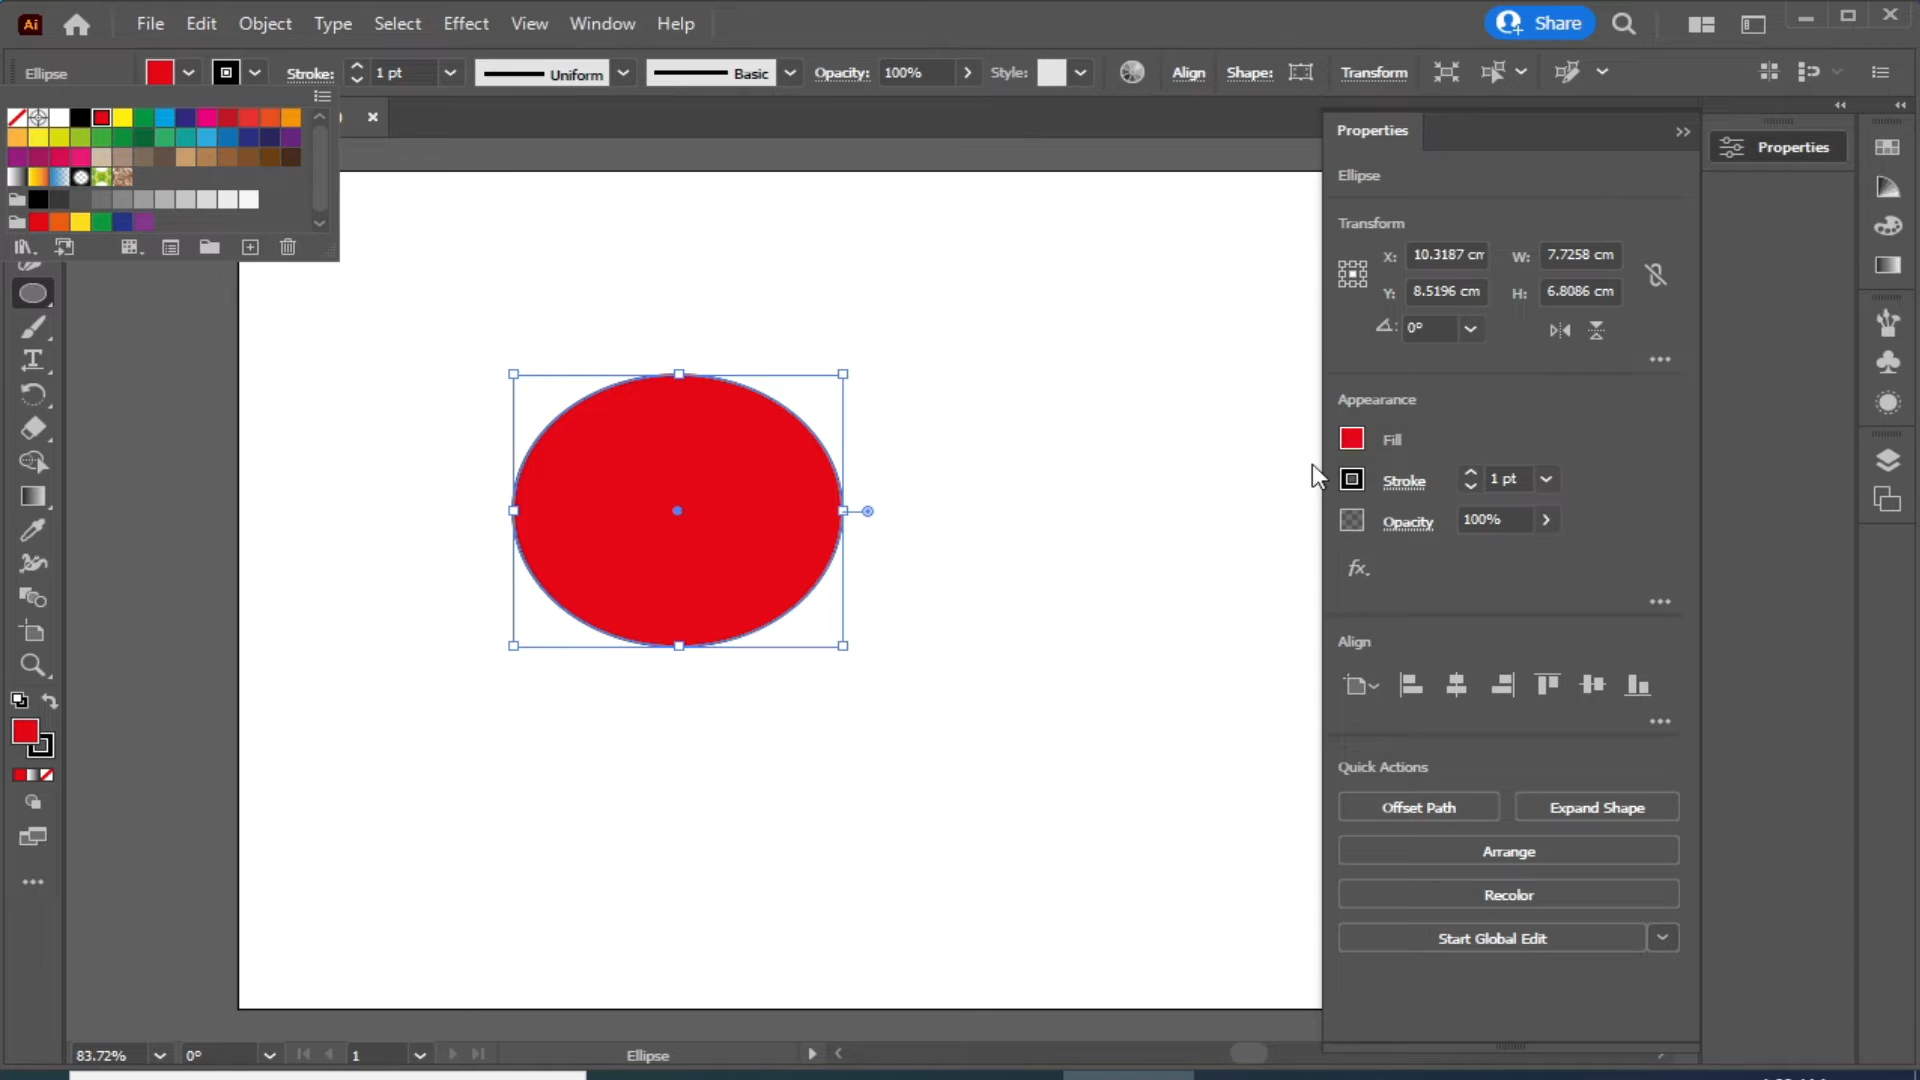 Ai File Edit Object Type Select Effect View Window Help Share
Ellipse Stroke: 1 pt Uniform Basic Opacity: 100% Style: Align Shape: Transform
Properties
Properties
Ellipse
Transform
X: 10.3187 cm W: 7.7258 cm
Y: 8.5196 cm H: 6.8086 cm
0°
Appearance
Fill
Stroke 1 pt
Opacity 100%
fx.
Align
Quick Actions
Offset Path Expand Shape
Arrange
Recolor
Start Global Edit
83.72% 0° 1 Ellipse